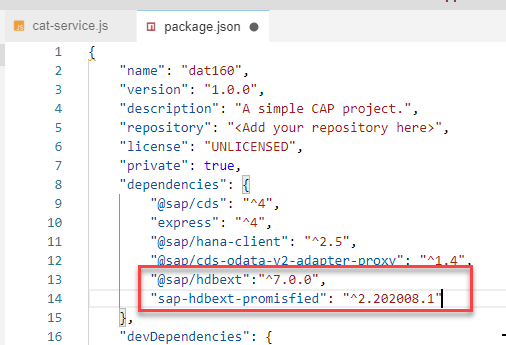 cat-service.js
package.json
1 {
2 "name": "dat160",
3 "version": "1.0.0",
4 "description": "A simple CAP project.",
5 "repository": "<Add your repository here>",
6 "license": "UNLICENSED",
7 "private": true,
8 "dependencies": {
9 "@sap/cds": "^4",
10 "express": "^4",
11 "@sap/hana-client": "^2.5",
12 "@sap/cds-odata-v2-adapter-proxy": "^1.4",
13 "@sap/hdbext":"^7.0.0",
14 "sap-hdbext-promisfied": "^2.202008.1"
15 },
16 "devDependencies": {